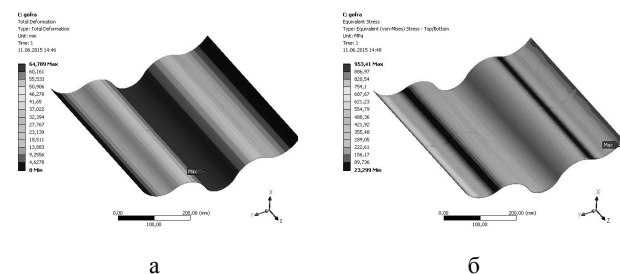 C: gofra
Total Deformation
Type: Total Deformation
Unit: mm
Time: 1
11.06.2015 14:46
64,789 Max
60,161
55,533
50,906
46,278
41,65
37,022
32,394
27,767
23,139
18,511
13,883
9,2556
4,6278
0 Min
Max
0,00
200,00 (mm)
100,00
X
Y
Z
а
C: gofra
Equivalent Stress
Type: Equivalent (von-Mises) Stress - Top/Bottom
Unit: MPa
Time: 1
11.06.2015 14:48
953,41 Max
886,97
820,54
754,1
687,67
621,23
554,79
488,36
421,92
355,48
289,05
222,61
156,17
89,736
23,299 Min
Max
0,00
200,00 (mm)
100,00
X
Y
Z
б